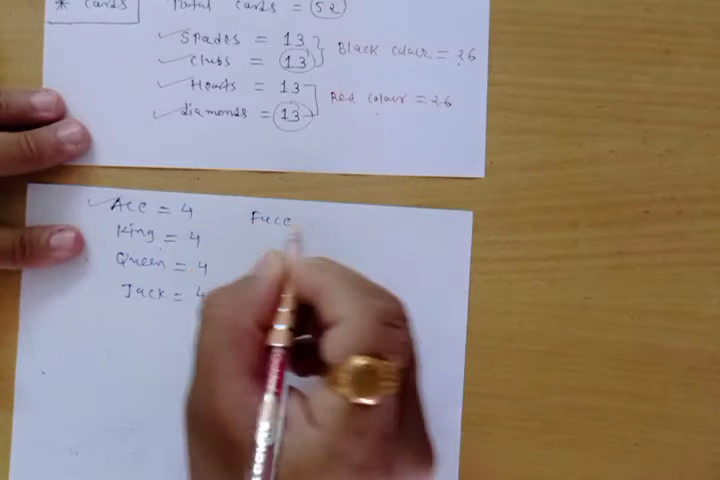 * Cards
Total cards = 52
Spades = 13
Clubs = 13
Black colour = 26
Hearts = 13
diamonds = 13
Red colour = 26
Ace = 4
King = 4
Queen = 4
Jack = 4
Face